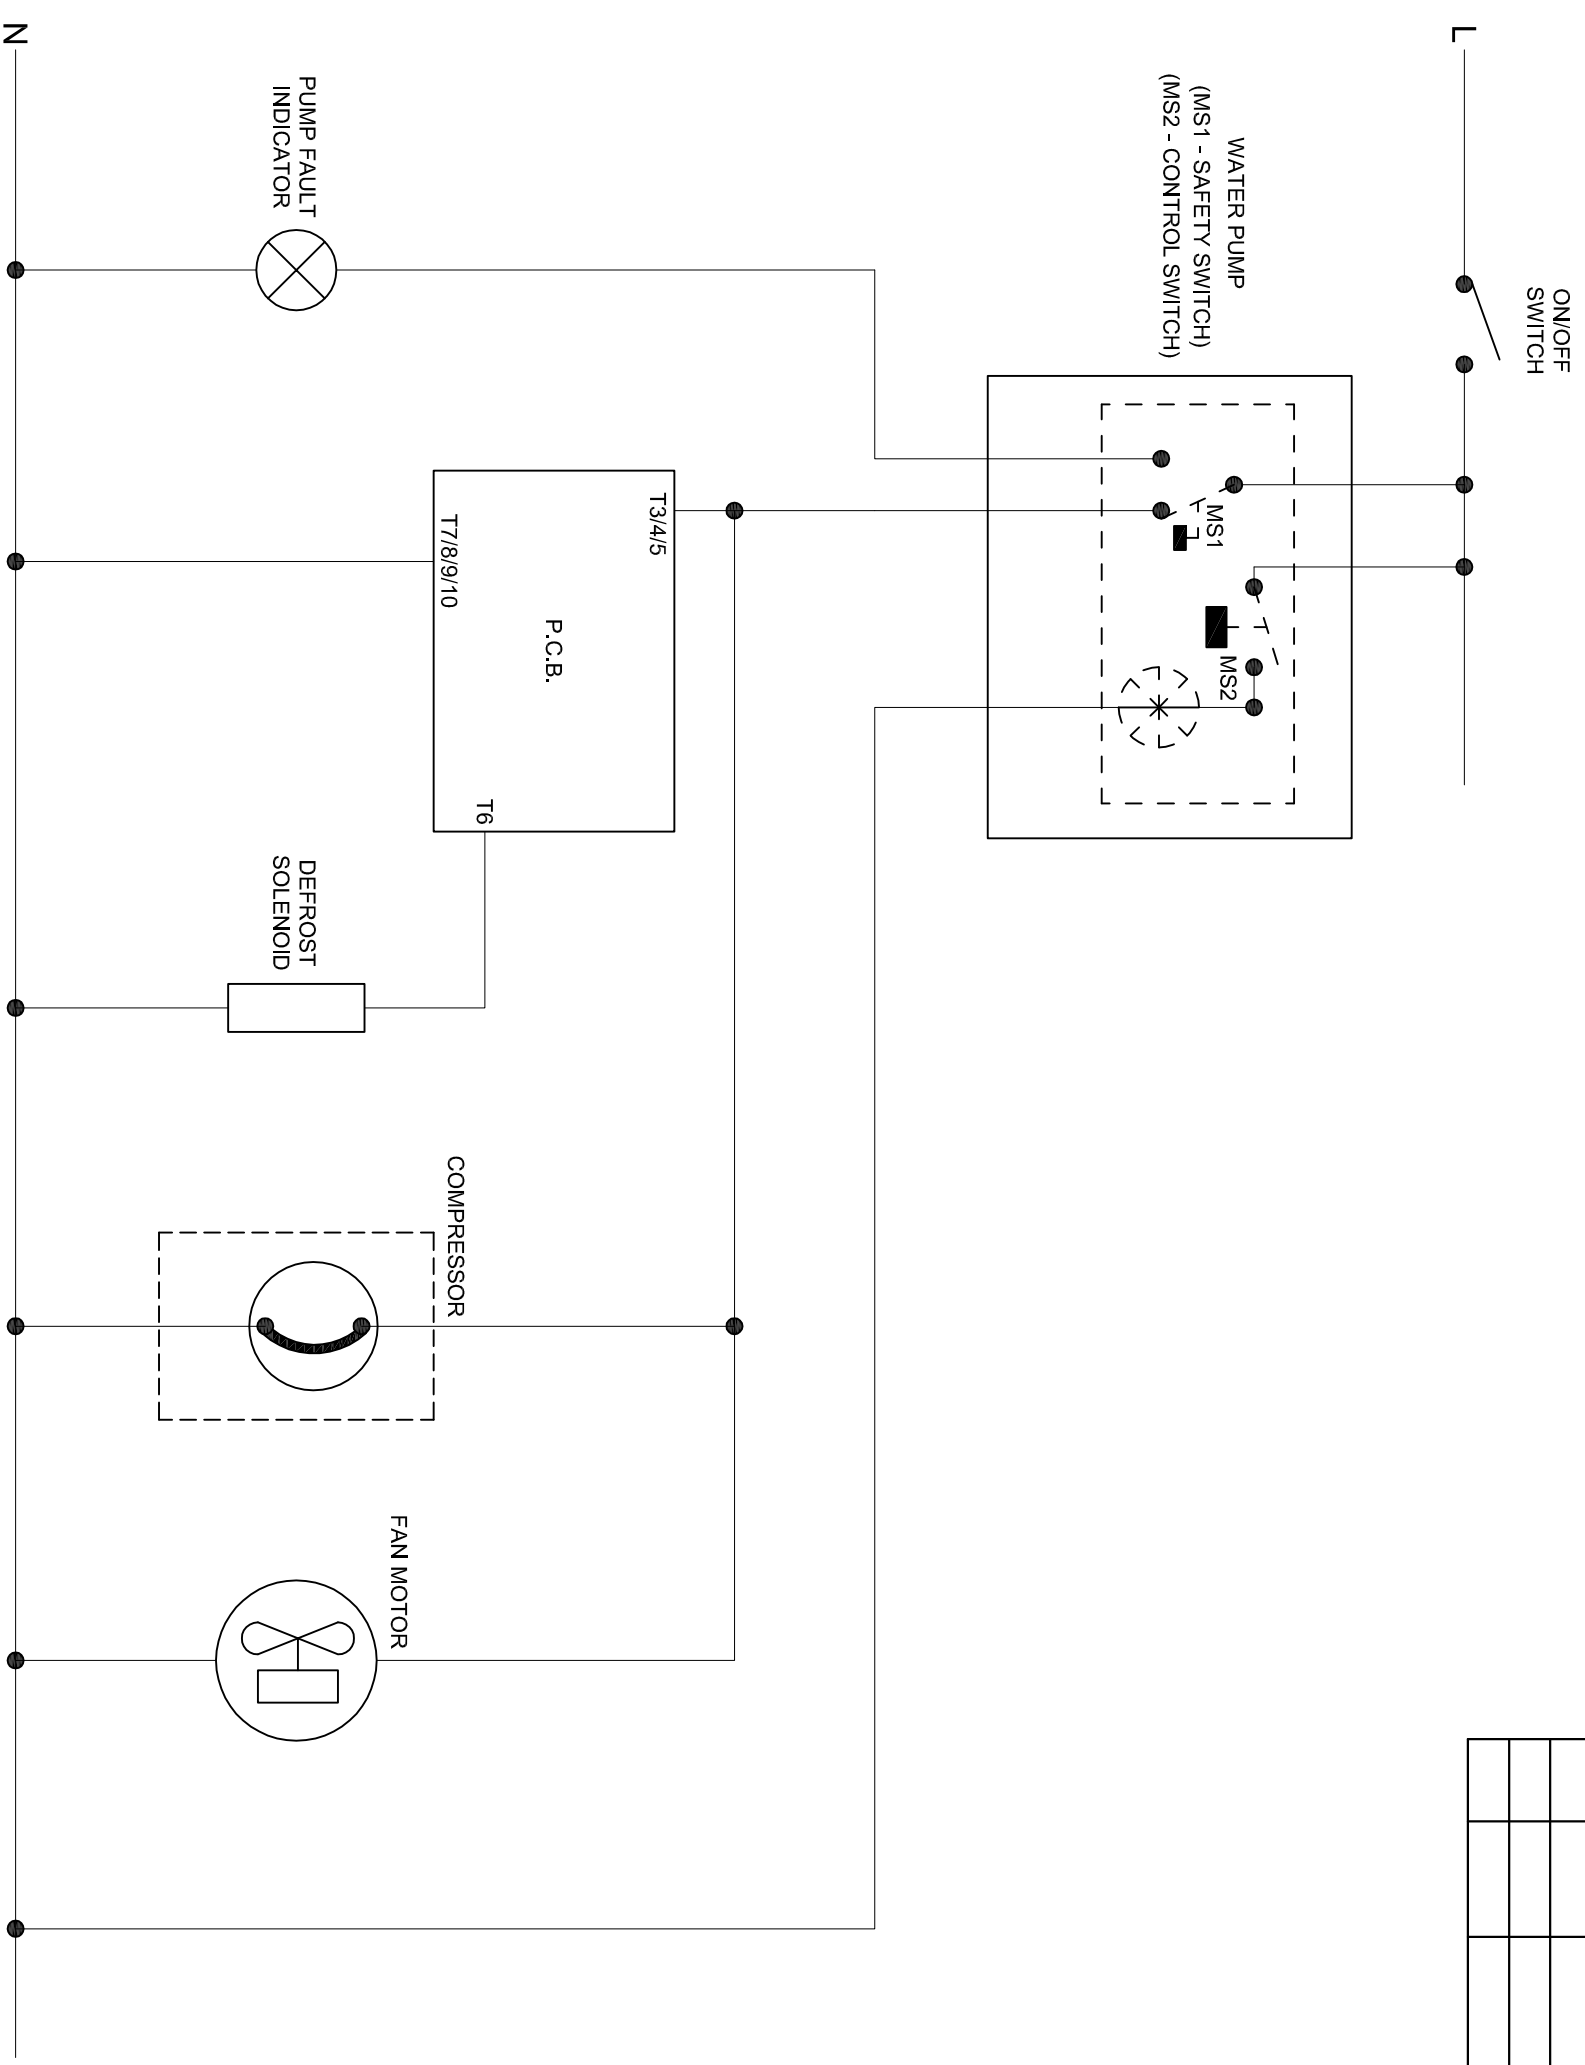 L
ON/OFF
SWITCH
WATER PUMP
(MS1 - SAFETY SWITCH)
(MS2 - CONTROL SWITCH)
MS1
MS2
T3/4/5
P.C.B.
T7/8/9/10
T6
PUMP FAULT
INDICATOR
DEFROST
SOLENOID
COMPRESSOR
FAN MOTOR
N